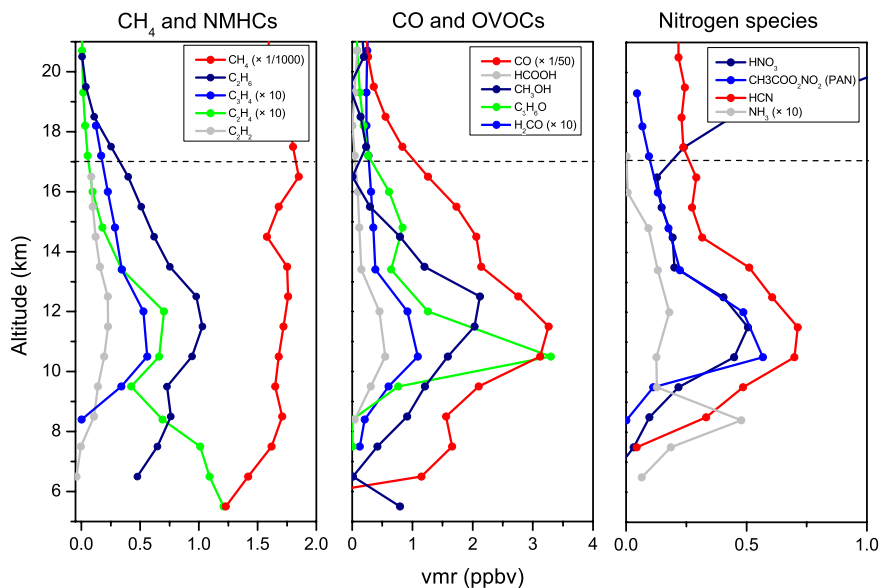 CH₄ and NMHCs
CO and OVOCs
Nitrogen species
CH₄ (× 1/1000)
C₂H₆
C₃H₄ (× 10)
C₂H₄ (× 10)
C₂H₂
CO (× 1/50)
HCOOH
CH₃OH
C₃H₆O
H₂CO (× 10)
HNO₃
CH3COO₂NO₂ (PAN)
HCN
NH₃ (× 10)
Altitude (km)
20
18
16
14
12
10
8
6
0.0 0.5 1.0 1.5 2.0
0 1 2 3 4
0.0 0.5 1.0
vmr (ppbv)